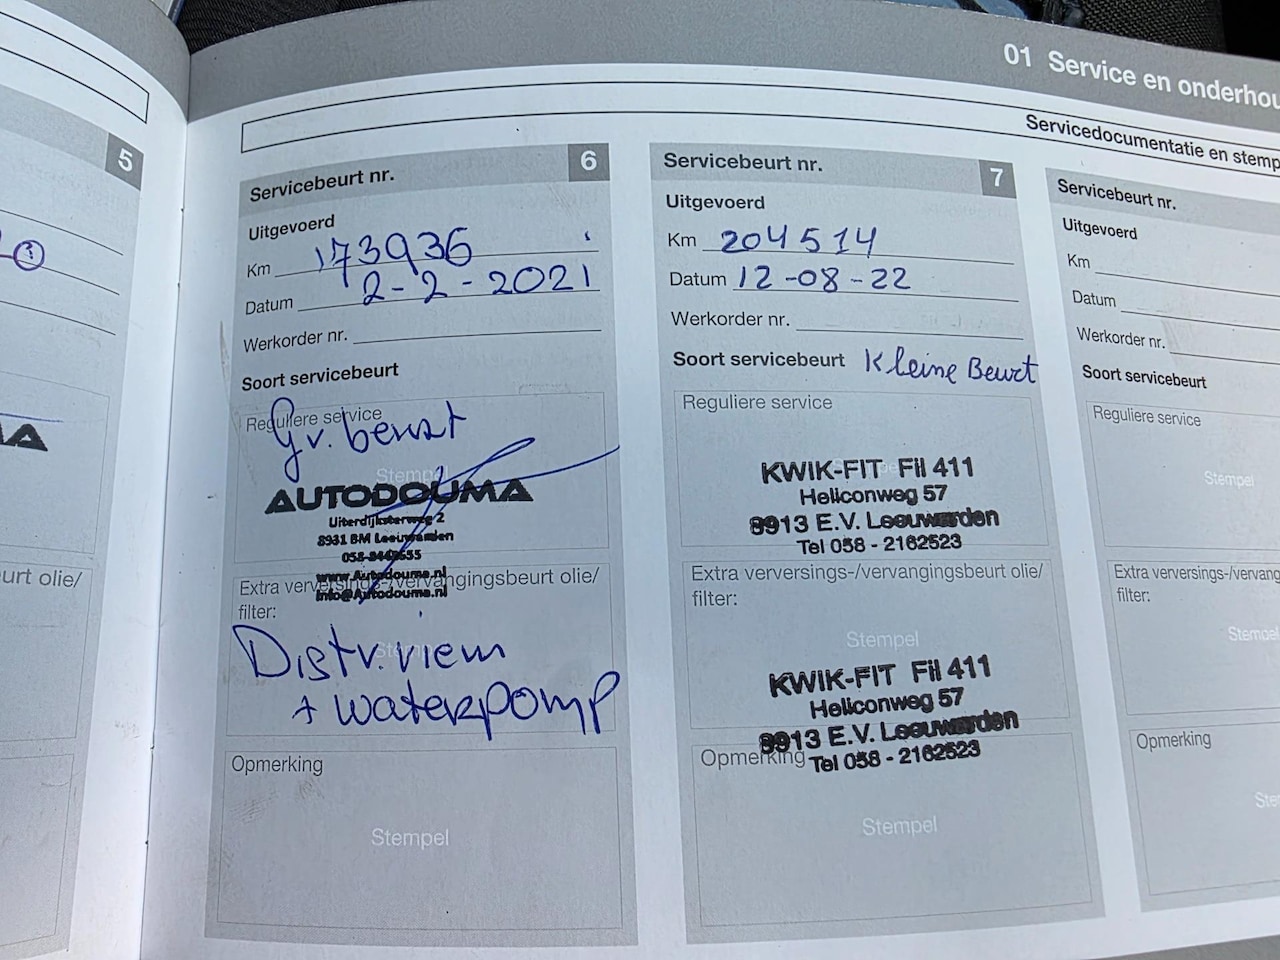 01 Service en onderhou
Servicedocumentatie en stemp
5
urt olie/
Servicebeurt nr. 6
Uitgevoerd
Km 173936
Datum 2-2-2021
Werkorder nr.
Soort servicebeurt
Reguliere service
Gr. beurt
Stempel
AUTODOUMA
Uiterdijksterweg 2
8931 BM Leeuwarden
www.Autodouma.nl
Info@Autodouma.nl
Extra verversings-/vervangingsbeurt olie/
filter:
Distr.riem
+ waterpomp
Opmerking
Stempel
Servicebeurt nr. 7
Uitgevoerd
Km 204514
Datum 12-08-22
Werkorder nr.
Soort servicebeurt Kleine Beurt
Reguliere service
KWIK-FIT Fil 411
Heliconweg 57
8913 E.V. Leeuwarden
Tel 058 - 2162523
Extra verversings-/vervangingsbeurt olie/
filter:
Stempel
KWIK-FIT Fil 411
Heliconweg 57
8913 E.V. Leeuwarden
Tel 058 - 2162523
Opmerking
Stempel
Servicebeurt nr.
Uitgevoerd
Km
Datum
Werkorder nr.
Soort servicebeurt
Reguliere service
Stempel
Extra verversings-/vervang
filter:
Stempel
Opmerking
Ste